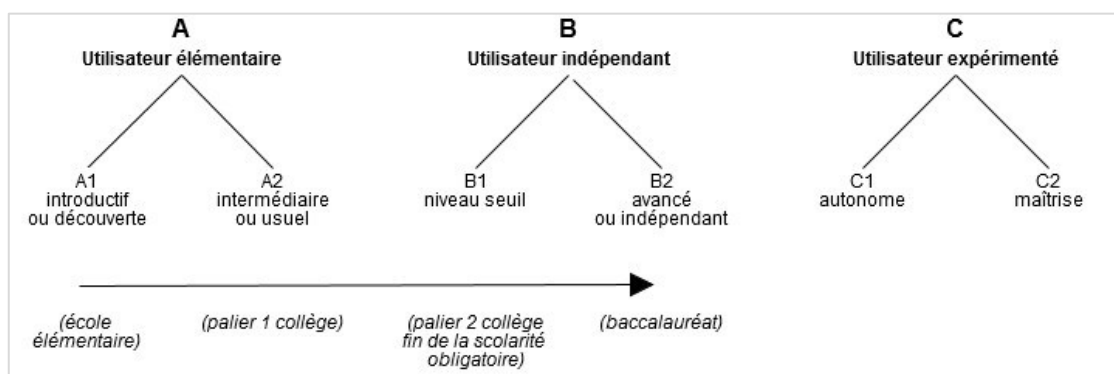 A
Utilisateur élémentaire
B
Utilisateur indépendant
C
Utilisateur expérimenté
A1
introductif
ou découverte
A2
intermédiaire
ou usuel
B1
niveau seuil
B2
avancé
ou indépendant
C1
autonome
C2
maîtrise
(école
élémentaire)
(palier 1 collège)
(palier 2 collège
fin de la scolarité
obligatoire)
(baccalauréat)